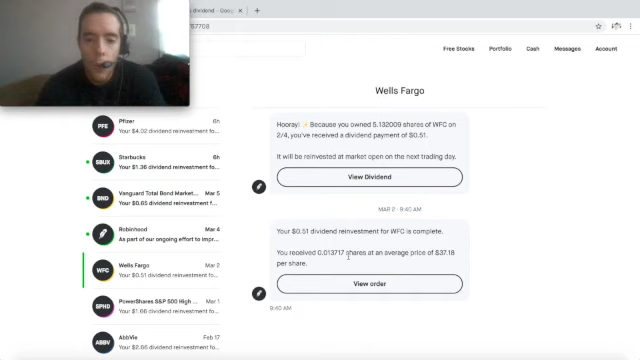 dividend - Goog
57708
Free Stocks Portfolio Cash Messages Account
Wells Fargo
Pfizer 6h
PFE
Your $4.02 dividend reinvestment fo...
Starbucks 6h
SBUX
Your $1.36 dividend reinvestment fo...
Vanguard Total Bond Market... Mar 5
BND
Your $0.65 dividend reinvestment fo...
Robinhood Mar 4
As part of our ongoing effort to impr...
Wells Fargo Mar 2
WFC
Your $0.51 dividend reinvestment fo...
PowerShares S&P 500 High ... Mar 1
SPHD
Your $1.66 dividend reinvestment fo...
AbbVie Feb 17
ABBV
Your $2.86 dividend reinvestment fo...
Hooray! Because you owned 5.132009 shares of WFC on
2/4, you've received a dividend payment of $0.51.
It will be reinvested at market open on the next trading day.
View Dividend
MAR 2 · 9:40 AM
Your $0.51 dividend reinvestment for WFC is complete.
You received 0.013717 shares at an average price of $37.18
per share.
View order
9:40 AM